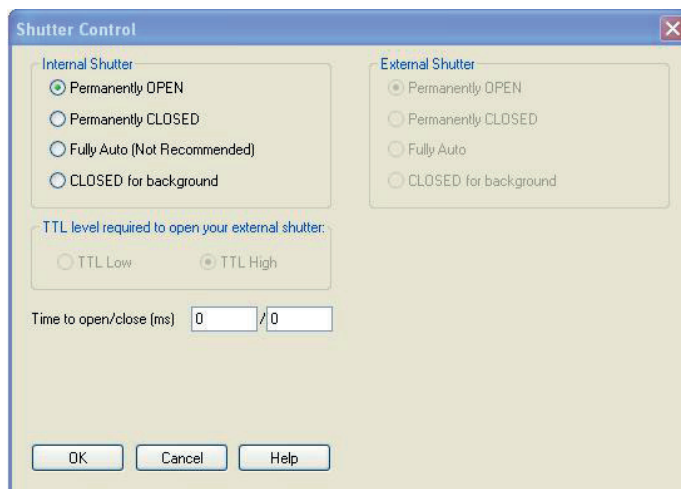 Shutter Control
Internal Shutter
Permanently OPEN
Permanently CLOSED
Fully Auto (Not Recommended)
CLOSED for background
External Shutter
Permanently OPEN
Permanently CLOSED
Fully Auto
CLOSED for background
TTL level required to open your external shutter:
TTL Low TTL High
Time to open/close (ms) 0 / 0
OK Cancel Help